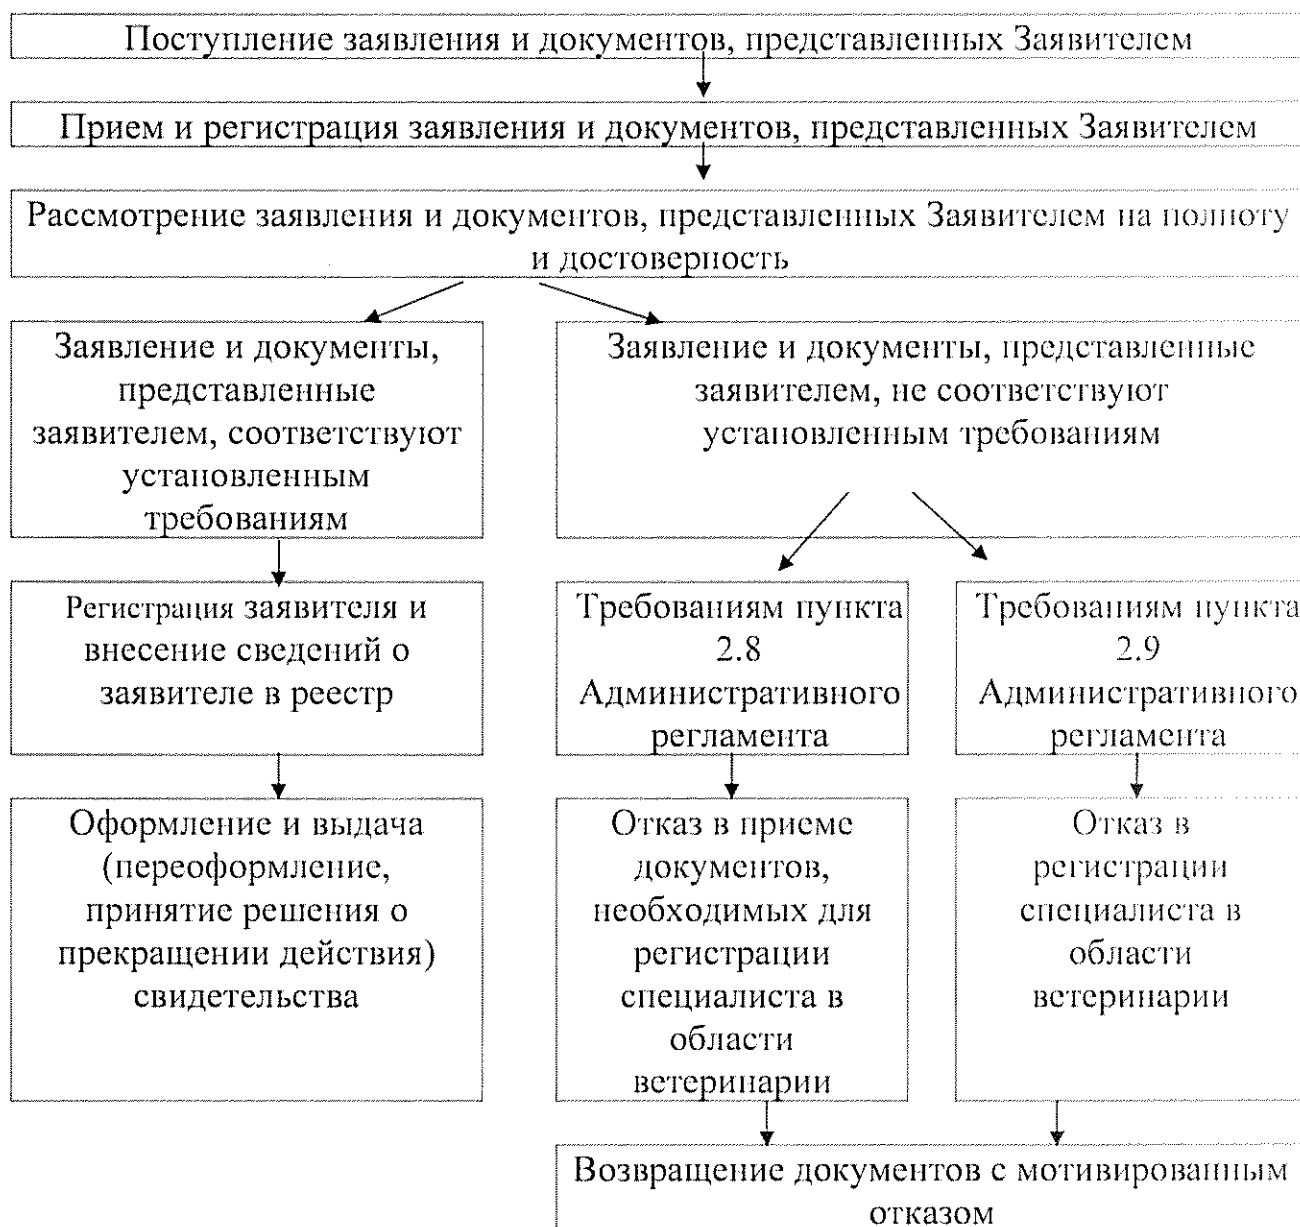 Поступление заявления и документов, представленных Заявителем
Прием и регистрация заявления и документов, представленных Заявителем
Рассмотрение заявления и документов, представленных Заявителем на полноту
и достоверность
Заявление и документы,
представленные
заявителем, соответствуют
установленным
требованиям
Заявление и документы, представленные
заявителем, не соответствуют
установленным требованиям
Регистрация заявителя и
внесение сведений о
заявителе в реестр
Требованиям пункта
2.8
Административного
регламента
Требованиям пункта
2.9
Административного
регламента
Оформление и выдача
(переоформление,
принятие решения о
прекращении действия)
свидетельства
Отказ в приеме
документов,
необходимых для
регистрации
специалиста в
области
ветеринарии
Отказ в
регистрации
специалиста в
области
ветеринарии
Возвращение документов с мотивированным
отказом